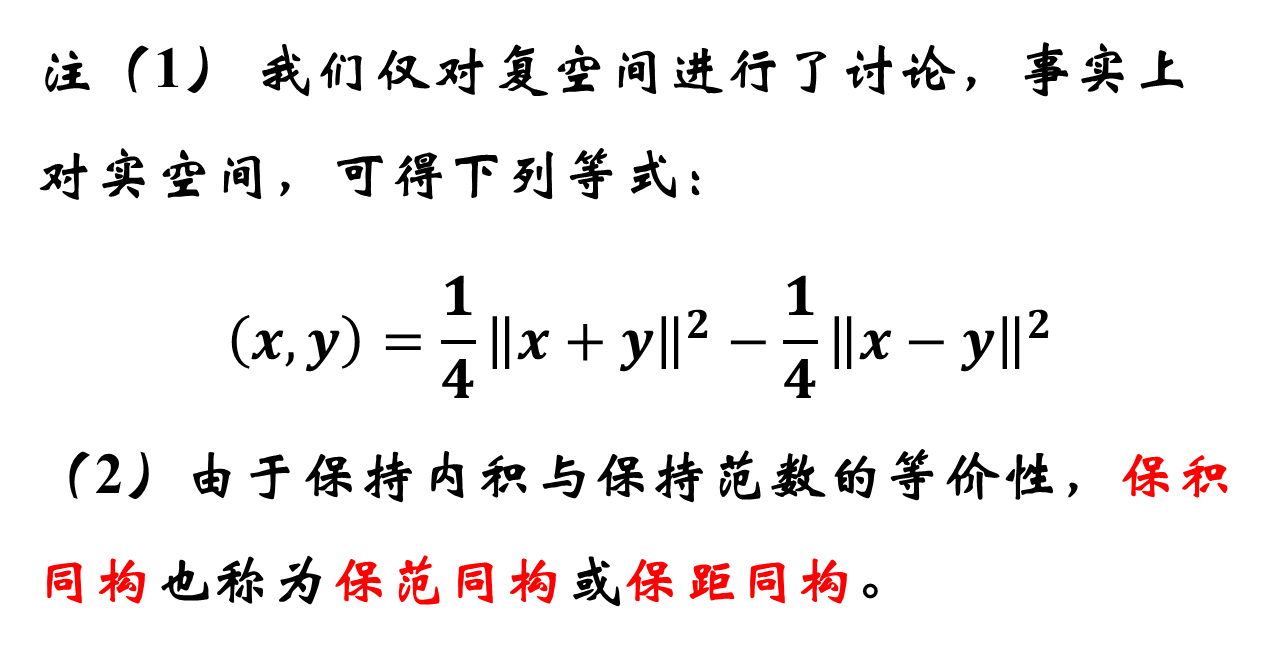 注（1） 我们仅对复空间进行了讨论，事实上
对实空间，可得下列等式：
(x, y) = 1/4 ‖x + y‖² − 1/4 ‖x − y‖²
（2）由于保持内积与保持范数的等价性，保积
同构也称为保范同构或保距同构。